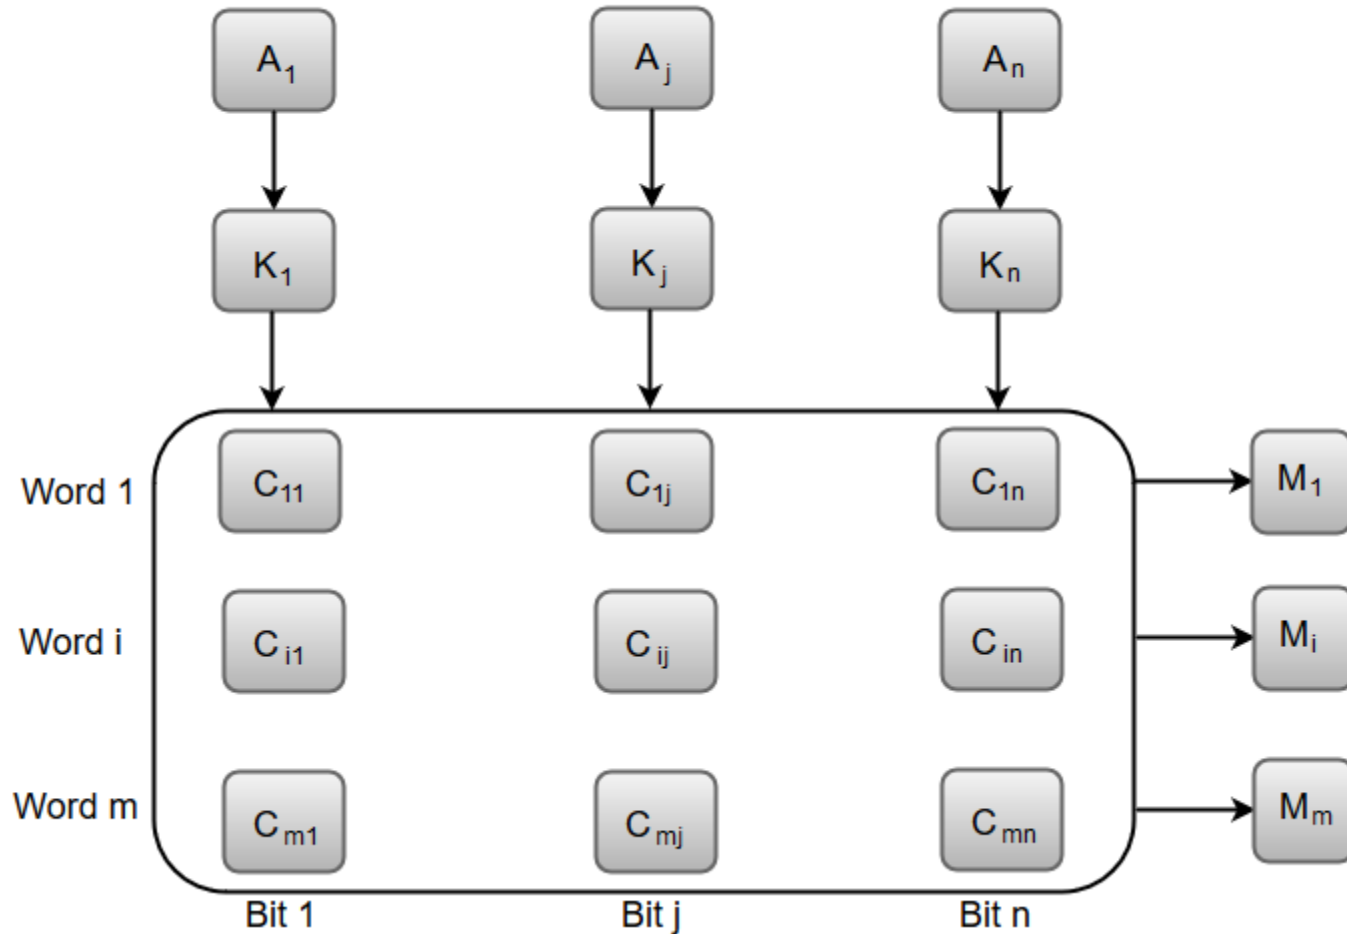 A1 Aj An
K1 Kj Kn
Word 1 C11 C1j C1n M1
Word i Ci1 Cij Cin Mi
Word m Cm1 Cmj Cmn Mm
Bit 1 Bit j Bit n